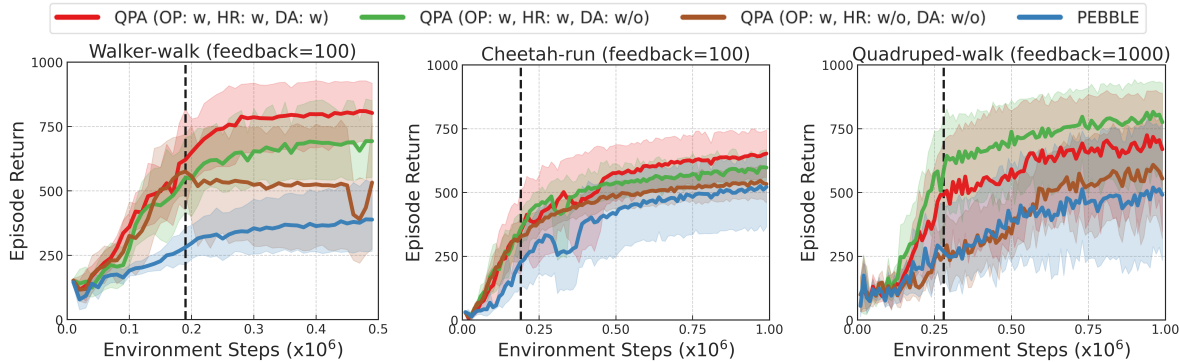 QPA (OP: w, HR: w, DA: w) QPA (OP: w, HR: w, DA: w/o) QPA (OP: w, HR: w/o, DA: w/o) PEBBLE
Walker-walk (feedback=100)
Episode Return
1000
750
500
250
0
0.0 0.1 0.2 0.3 0.4 0.5
Environment Steps (x10⁶)
Cheetah-run (feedback=100)
Episode Return
1000
750
500
250
0
0.00 0.25 0.50 0.75 1.00
Environment Steps (x10⁶)
Quadruped-walk (feedback=1000)
Episode Return
1000
750
500
250
0
0.00 0.25 0.50 0.75 1.00
Environment Steps (x10⁶)